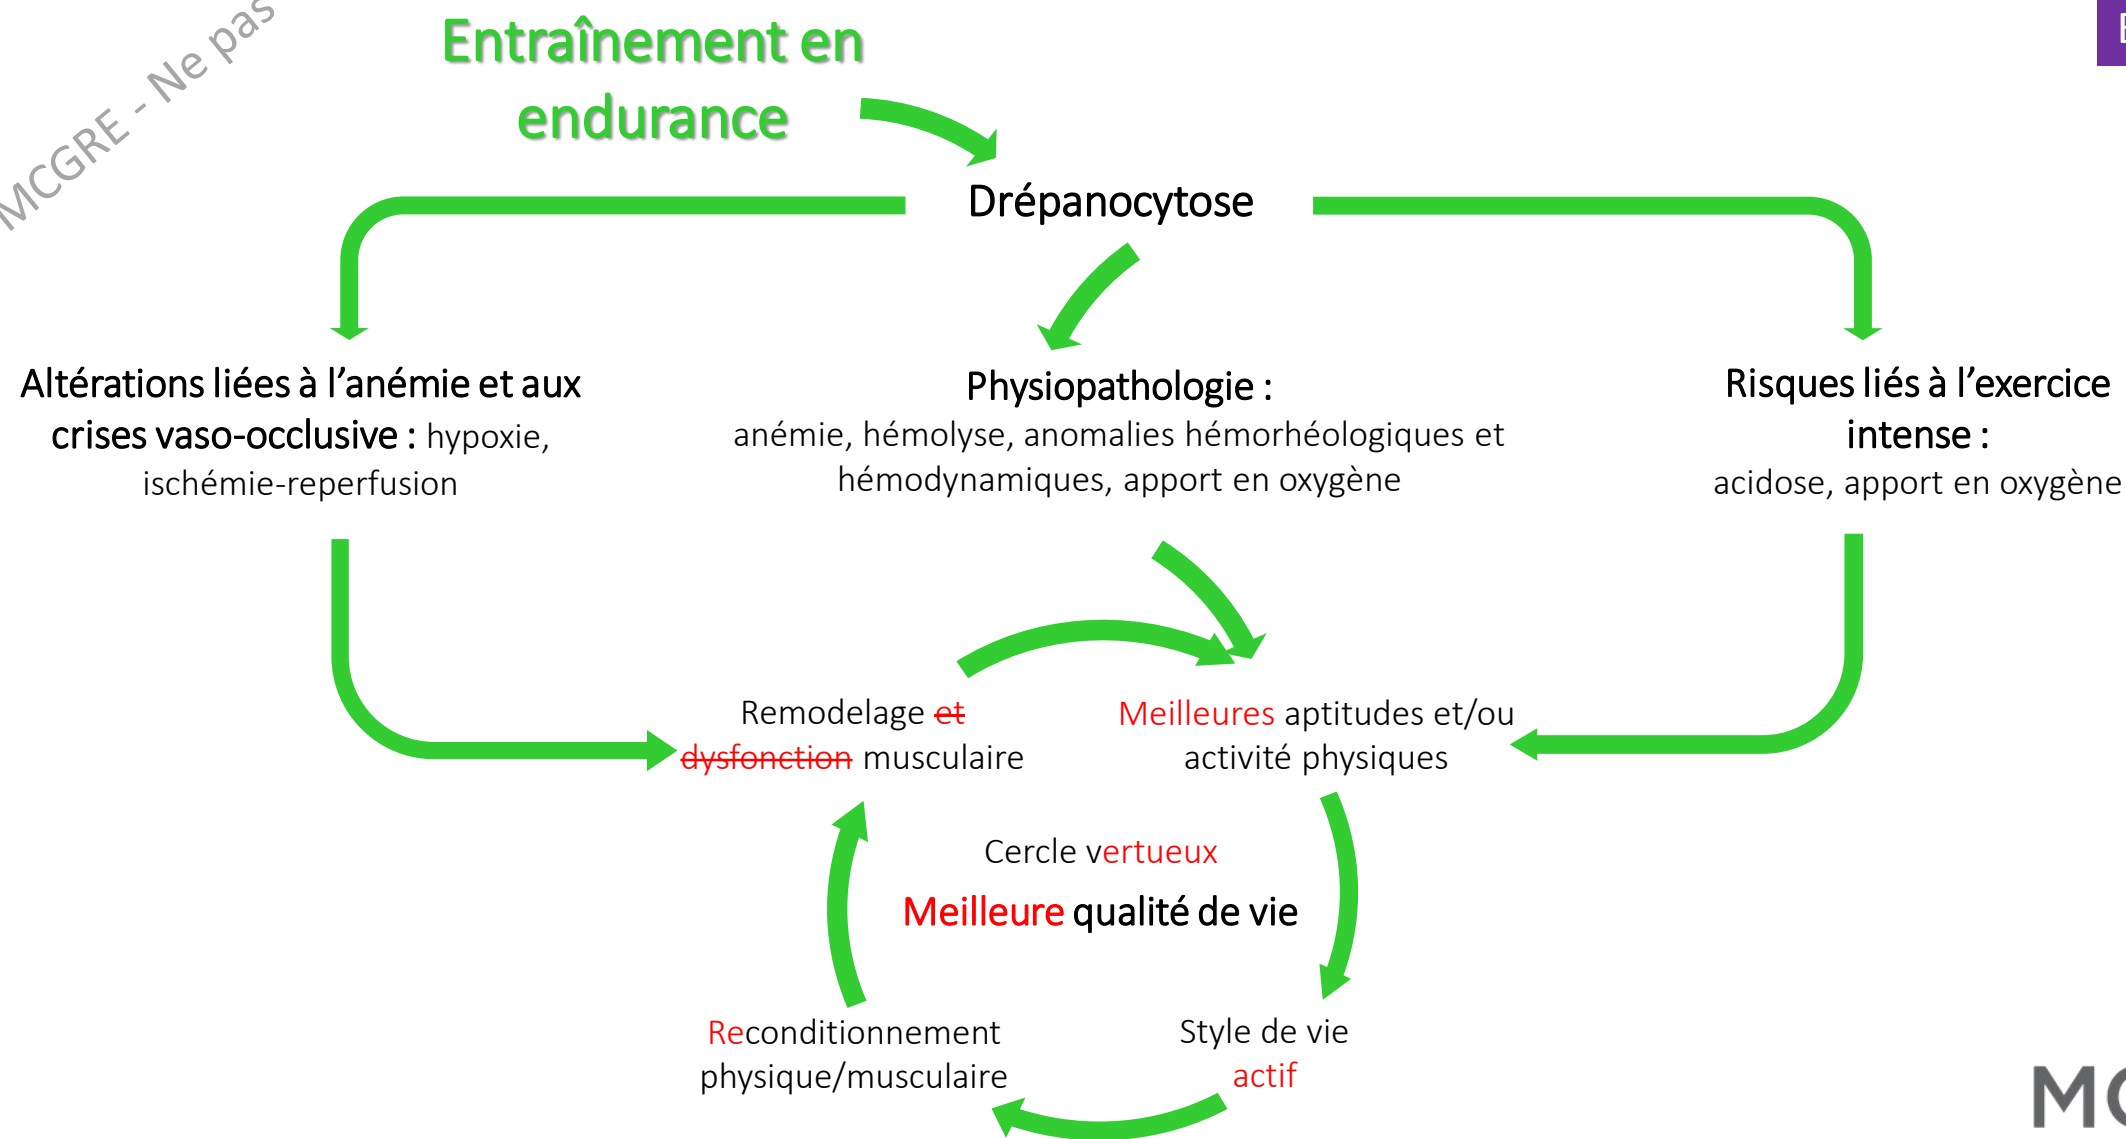 MCGRE - Ne pas
Entraînement en
endurance
Drépanocytose
Altérations liées à l’anémie et aux
crises vaso-occlusive : hypoxie,
ischémie-reperfusion
Physiopathologie :
anémie, hémolyse, anomalies hémorhéologiques et
hémodynamiques, apport en oxygène
Risques liés à l’exercice
intense :
acidose, apport en oxygène
Remodelage et
dysfonction musculaire
Meilleures aptitudes et/ou
activité physiques
Cercle vertueux
Meilleure qualité de vie
Reconditionnement
physique/musculaire
Style de vie
actif